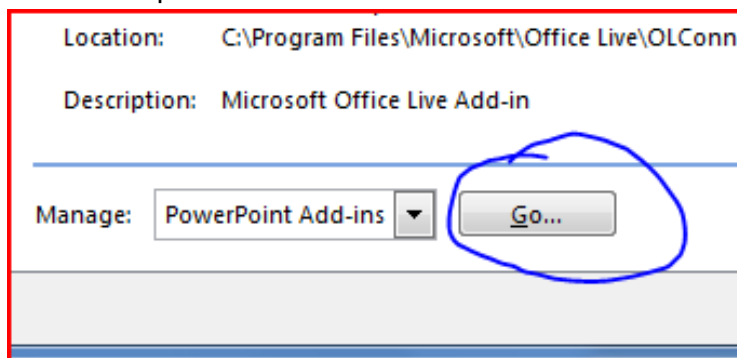 Location: C:\Program Files\Microsoft\Office Live\OLConn
Description: Microsoft Office Live Add-in
Manage: PowerPoint Add-ins Go...